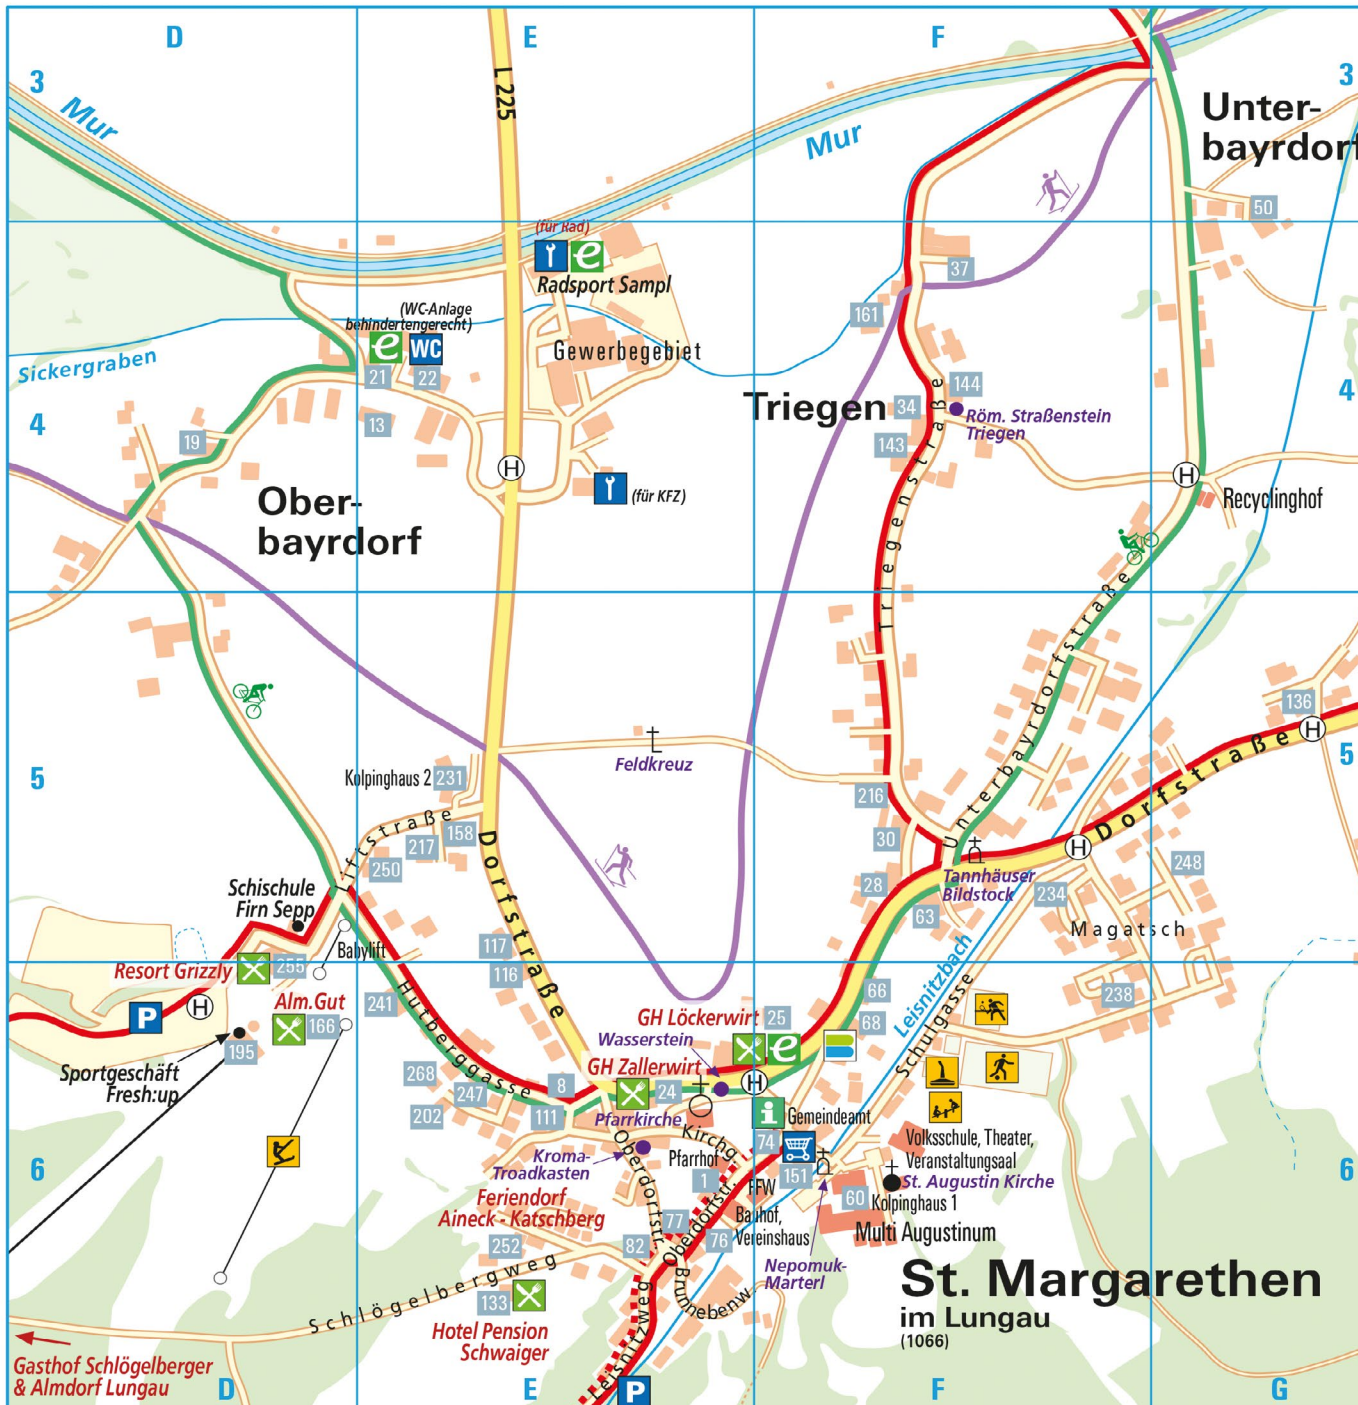 D
E
F
3
3
Mur
L 225
Mur
Unter-
bayrdorf
50
(für Rad)
Radsport Sampl
37
161
(WC-Anlage
behindertengerecht)
e
WC
e
21
22
Gewerbegebiet
Sickergraben
4
4
Triegen
34
144
Röm. Straßenstein
Triegen
143
13
19
H
(für KFZ)
H
Recyclinghof
Ober-
bayrdorf
Triegenstraße
Unterbayrdorfstraße
136
H
5
5
Feldkreuz
Kolpinghaus 2
231
216
Dorfstraße
Liftstraße
158
217
250
30
H
28
Tannhäuser
Bildstock
63
234
248
Magatsch
Schischule
Firn Sepp
Babylift
Dorfstraße
117
116
Resort Grizzly
255
P
H
Alm.Gut
166
241
Hutberggasse
195
Sportgeschäft
Fresh:up
GH Löckerwirt
25
e
66
68
Leisnitzbach
Schulgasse
238
Wasserstein
GH Zallerwirt
24
H
268
247
202
8
111
Pfarrkirche
i
Gemeindeamt
74
Kirchg.
Pfarrhof
Kroma-
Troadkasten
Oberdorfstr.
1
FFW
151
Volksschule, Theater,
Veranstaltungsaal
St. Augustin Kirche
60
Kolpinghaus 1
Multi Augustinum
6
6
Feriendorf
Aineck - Katschberg
77
Oberdorfstr.
76
Bauhof,
Vereinshaus
252
82
Nepomuk-
Marterl
St. Margarethen
im Lungau
(1066)
Schlögelbergweg
133
Hotel Pension
Schwaiger
Brunnebenw.
Leisnitzweg
Gasthof Schlögelberger
& Almdorf Lungau
D
E
P
F
G